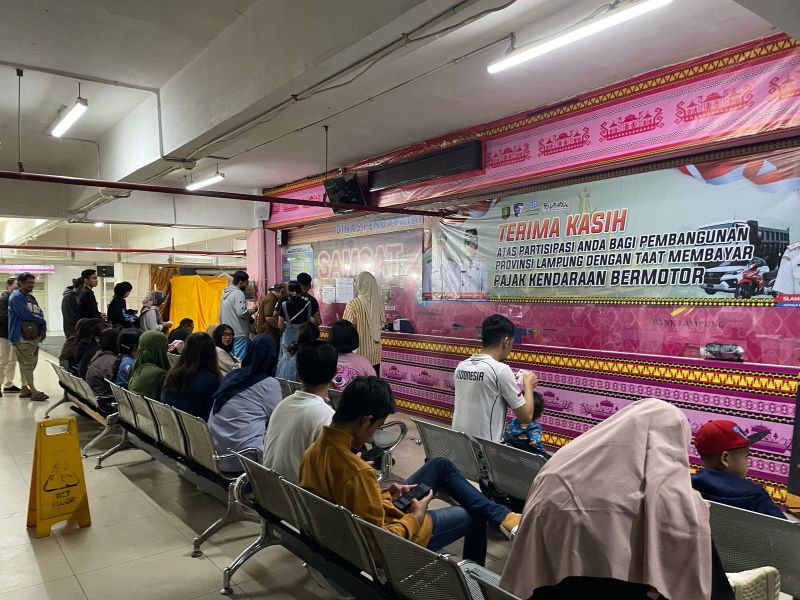 DINAS PENDAPATAN
SAMSAT
TERIMA KASIH
ATAS PARTISIPASI ANDA BAGI PEMBANGUNAN
PROVINSI LAMPUNG DENGAN TAAT MEMBAYAR
PAJAK KENDARAAN BERMOTOR
BANK LAMPUNG
INDONESIA
WET
FLOOR